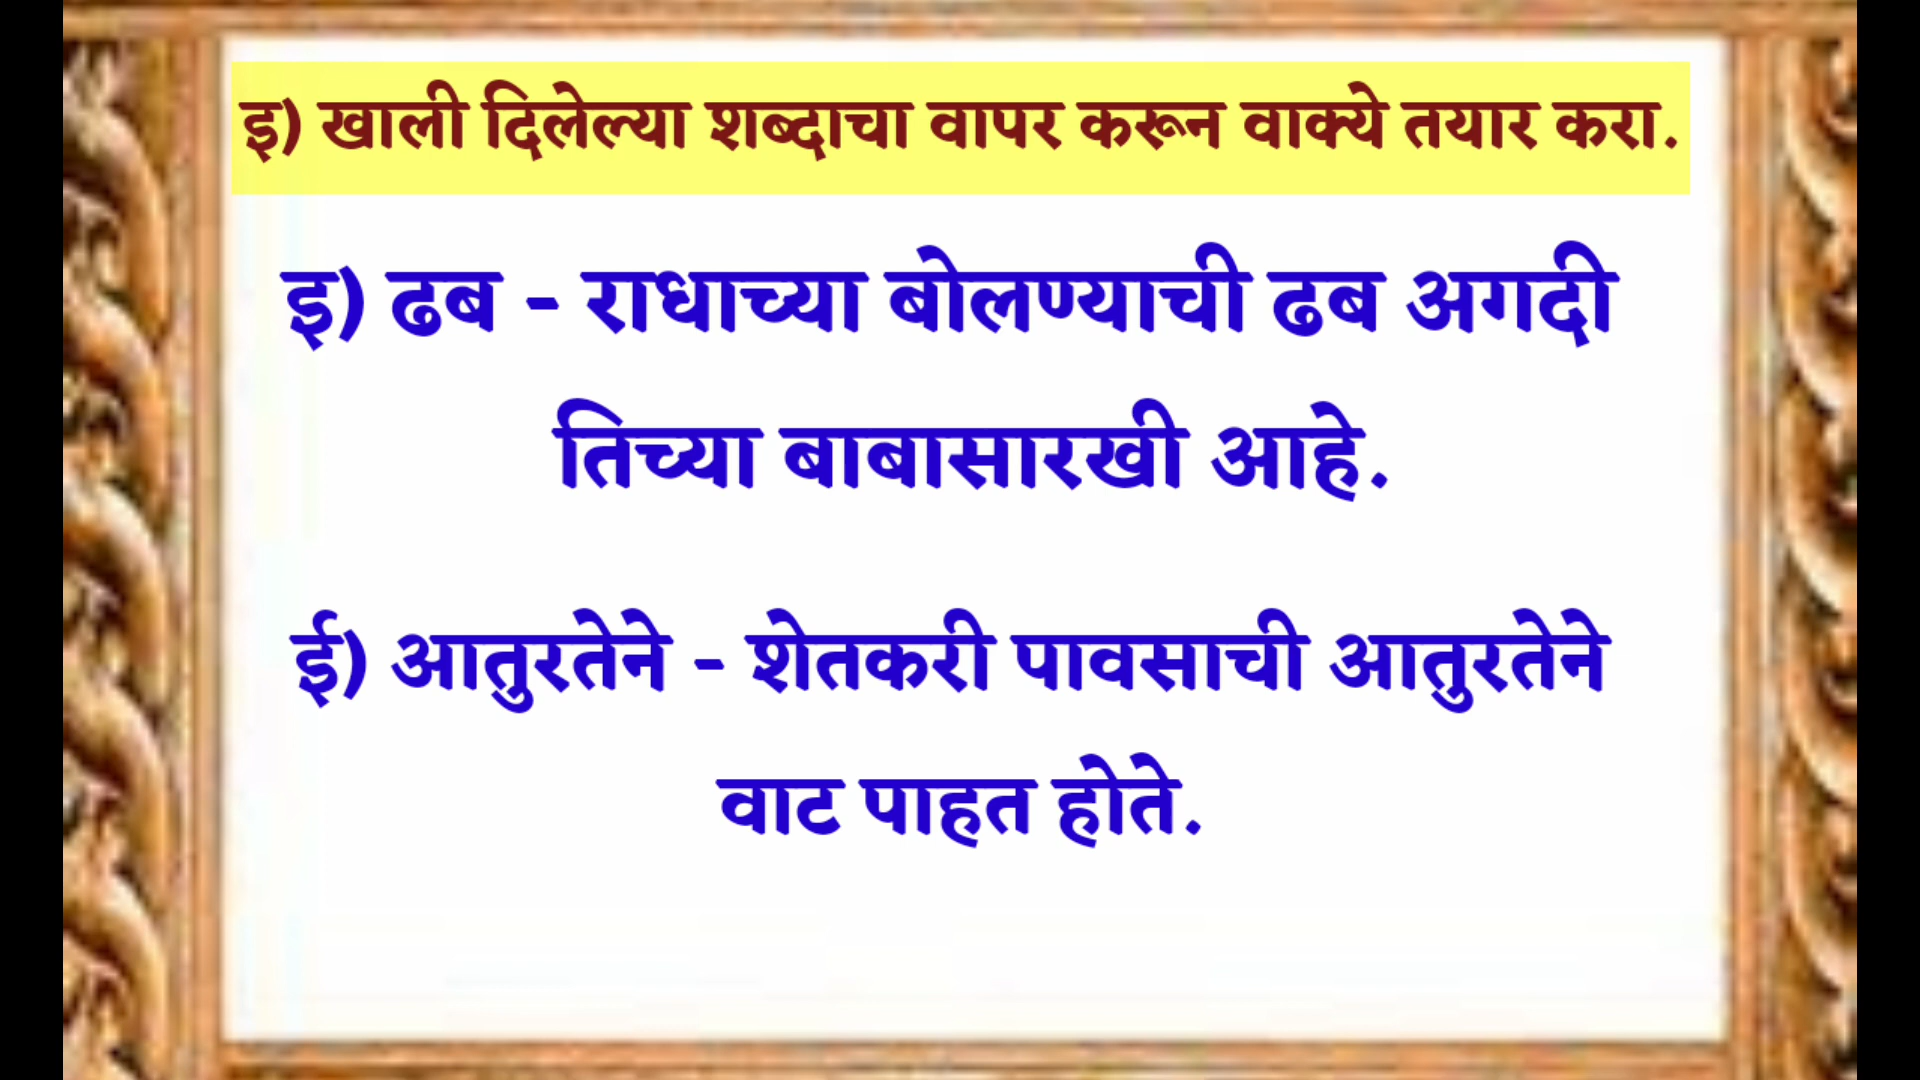 इ) खाली दिलेल्या शब्दाचा वापर करून वाक्ये तयार करा.
इ) ढब - राधाच्या बोलण्याची ढब अगदी
तिच्या बाबासारखी आहे.
ई) आतुरतेने - शेतकरी पावसाची आतुरतेने
वाट पाहत होते.